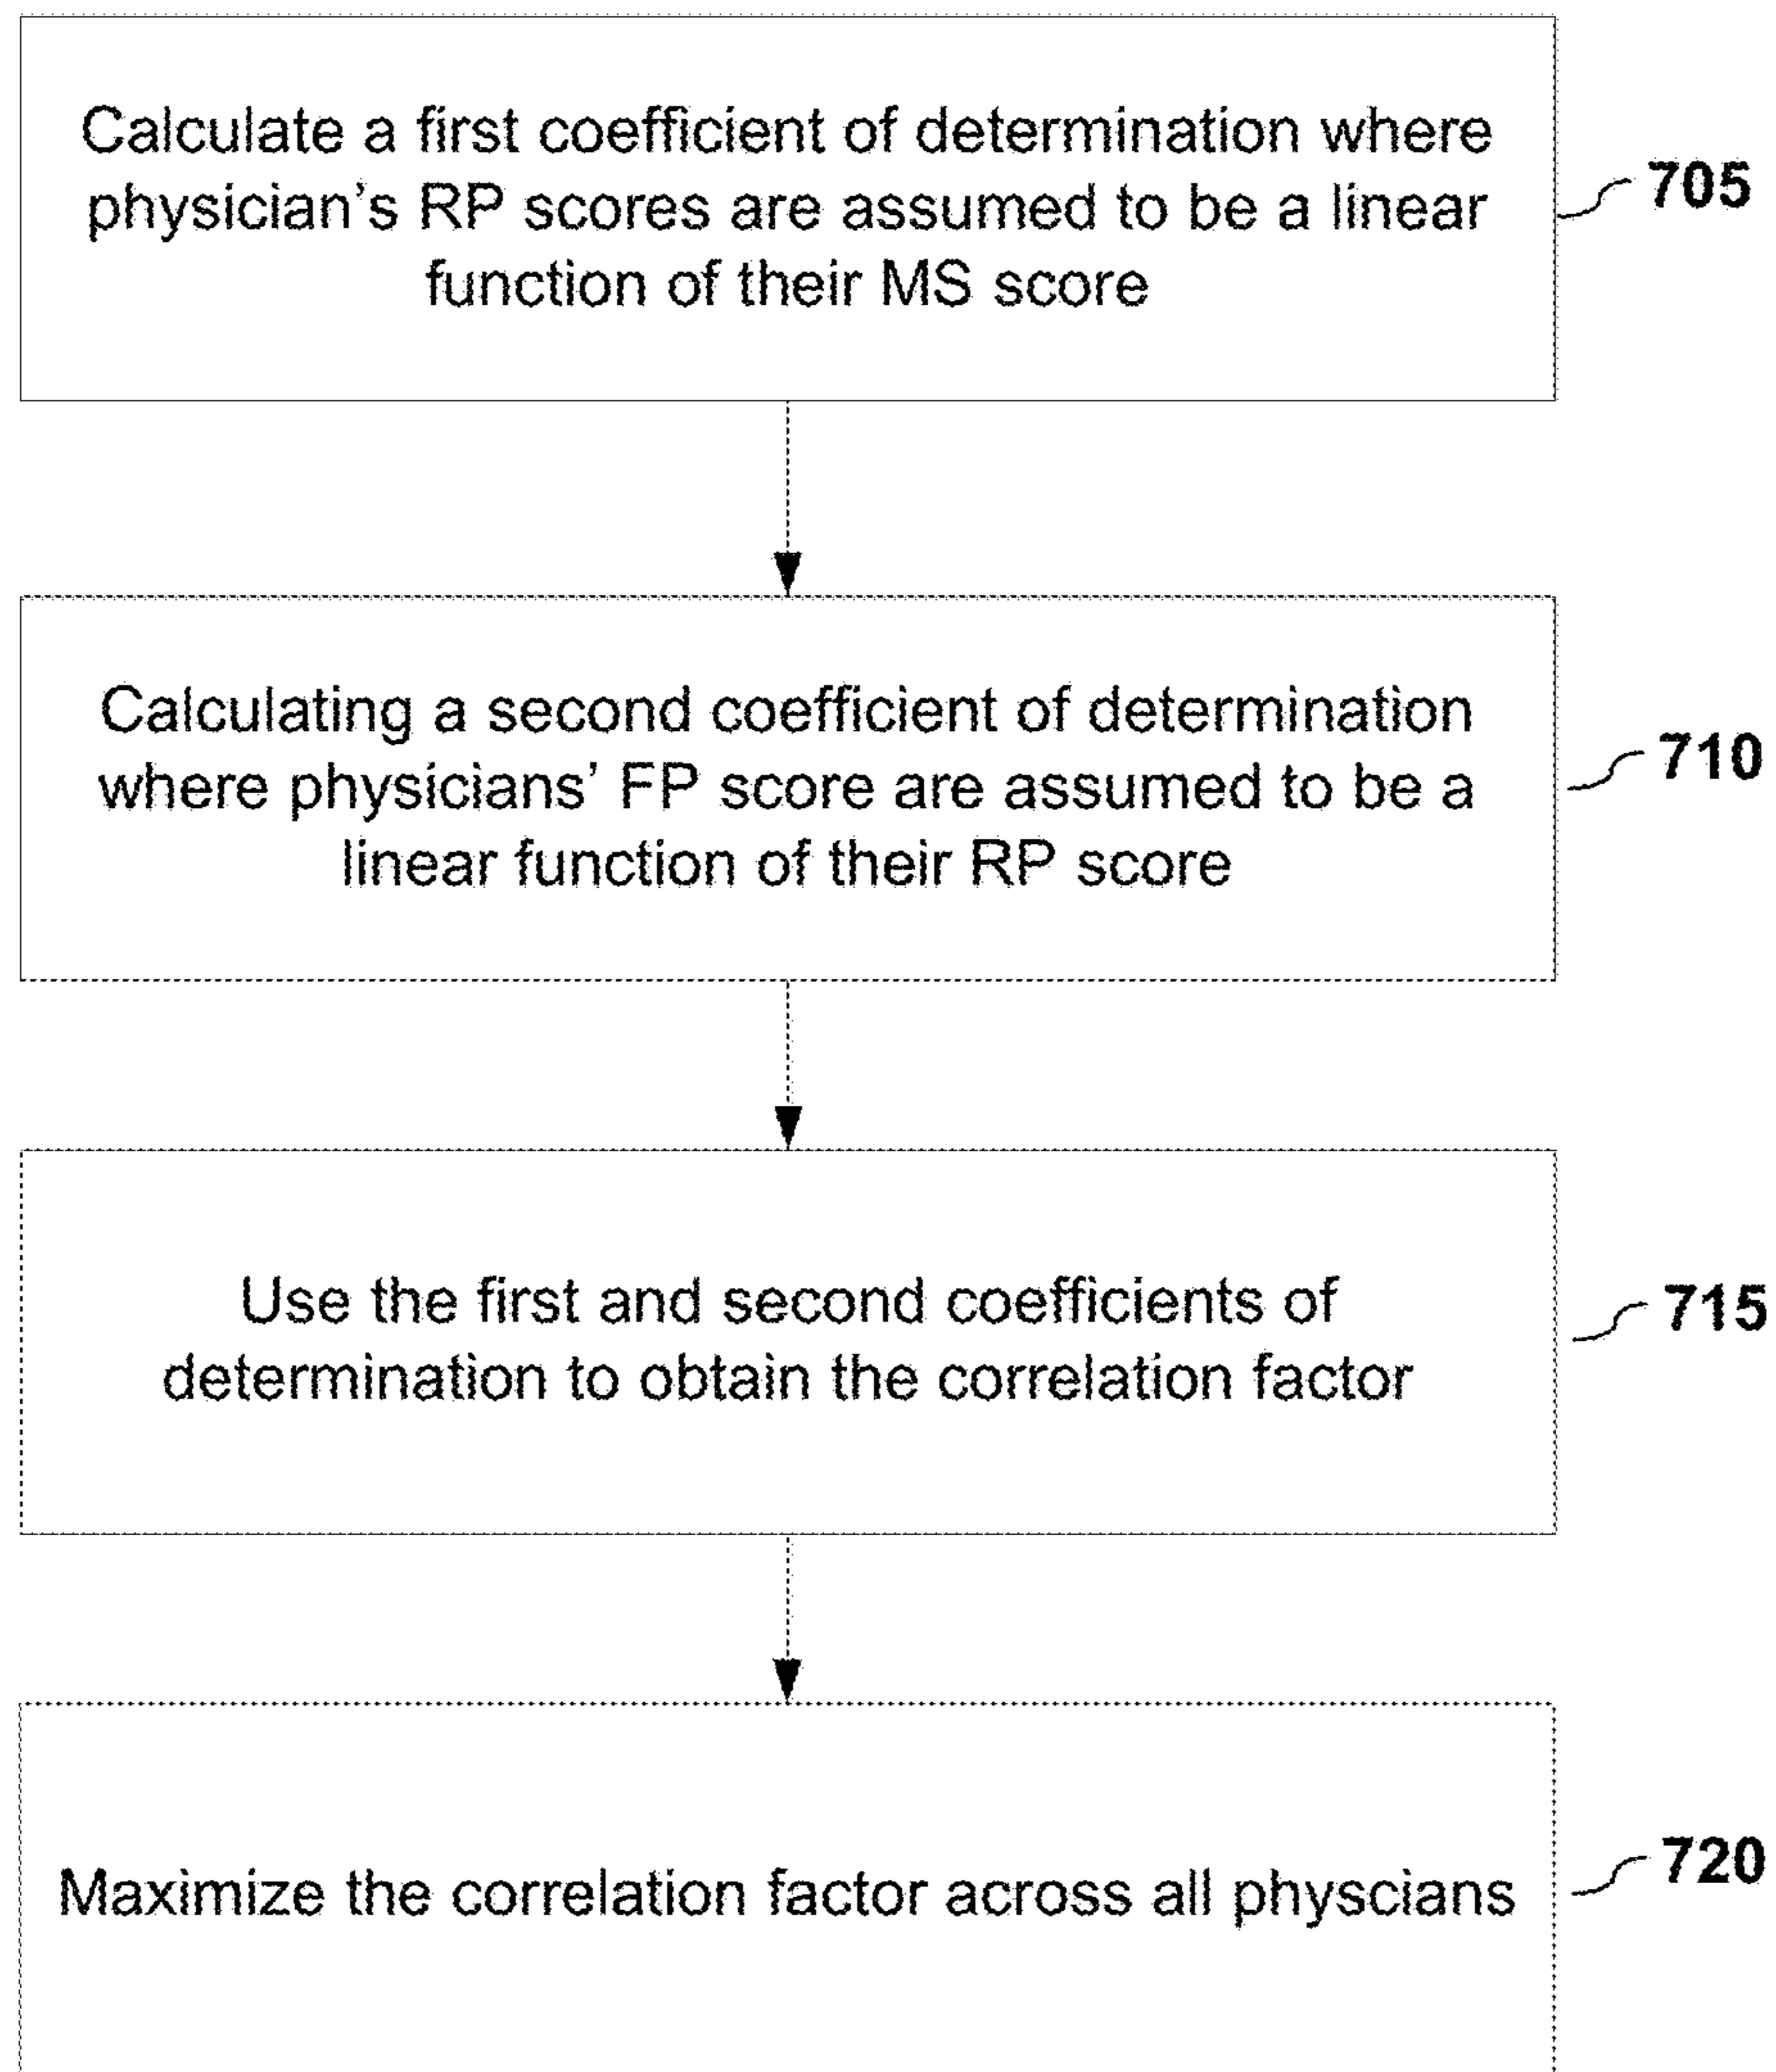 Calculate a first coefficient of determination where
physician's RP scores are assumed to be a linear
function of their MS score
705
Calculating a second coefficient of determination
where physicians' FP score are assumed to be a
linear function of their RP score
710
Use the first and second coefficients of
determination to obtain the correlation factor
715
Maximize the correlation factor across all physcians
720